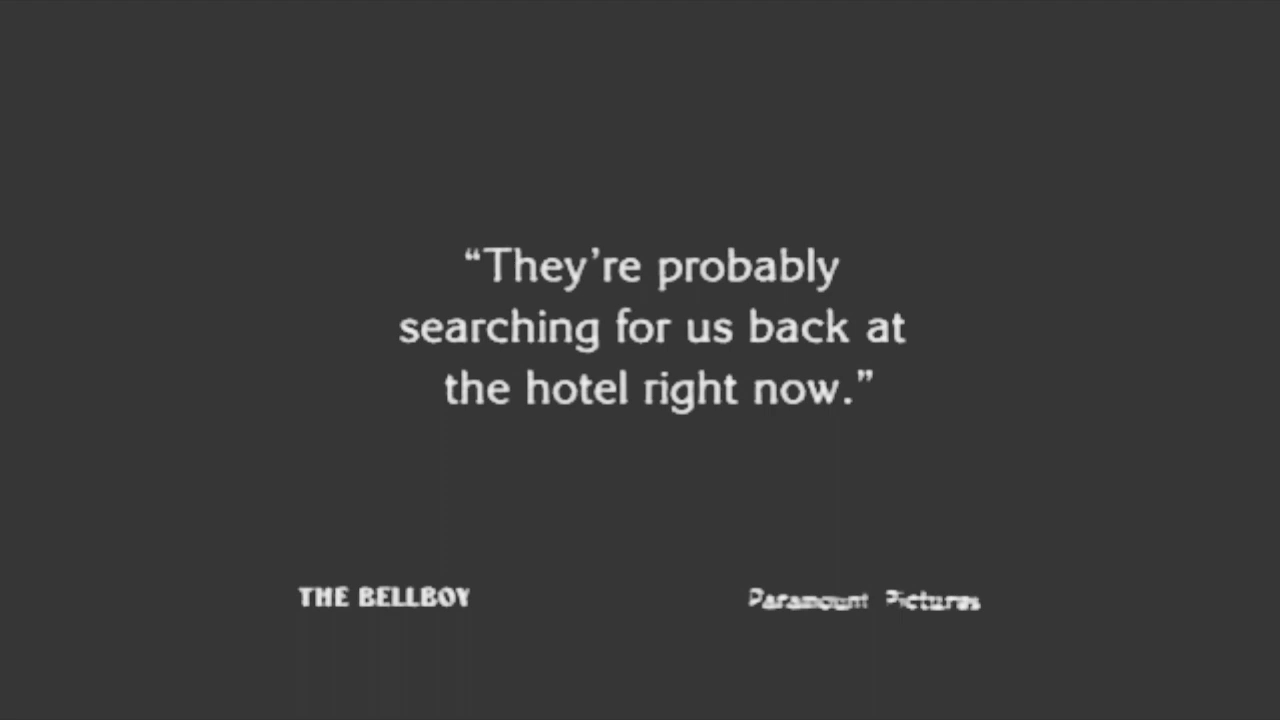 “They’re probably
searching for us back at
the hotel right now.”
THE BELLBOY
Paramount Pictures